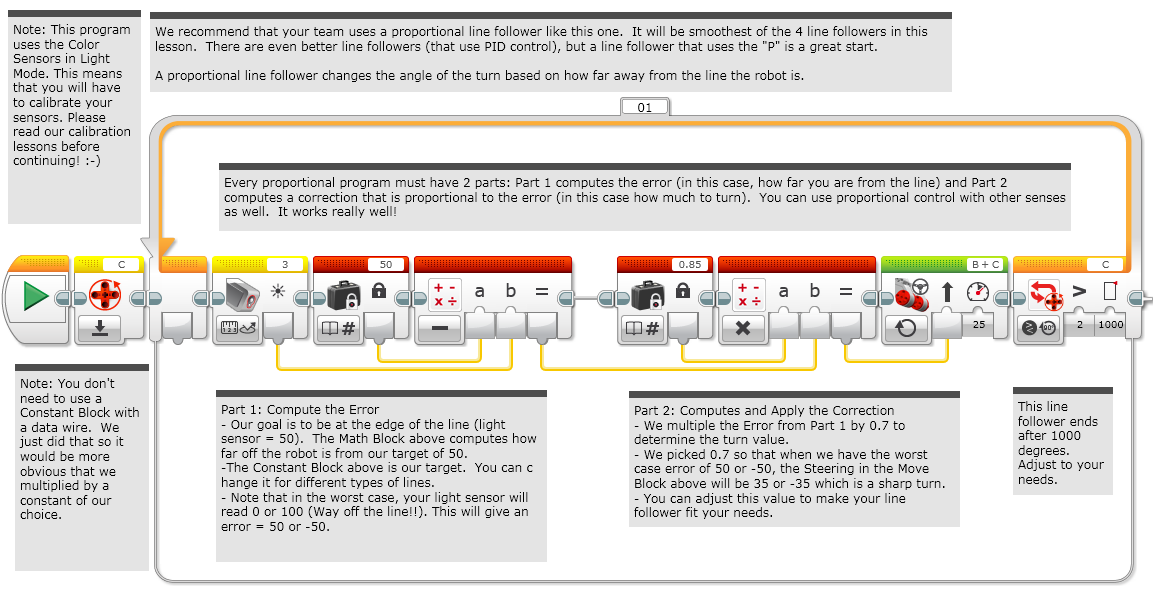 Note: This program
uses the Color
Sensors in Light
Mode. This means
that you will have
to calibrate your
sensors. Please
read our calibration
lessons before
continuing! :-)
We recommend that your team uses a proportional line follower like this one.  It will be smoothest of the 4 line followers in this
lesson.  There are even better line followers (that use PID control), but a line follower that uses the "P" is a great start.
A proportional line follower changes the angle of the turn based on how far away from the line the robot is.
01
Every proportional program must have 2 parts: Part 1 computes the error (in this case, how far you are from the line) and Part 2
computes a correction that is proportional to the error (in this case how much to turn).  You can use proportional control with other senses
as well.  It works really well!
C
3
50
0.85
B + C
C
+ -
x ÷
a b =
+ -
x ÷
a b =
>
#
#
25
2
1000
Note: You don't
need to use a
Constant Block with
a data wire.  We
just did that so it
would be more
obvious that we
multiplied by a
constant of our
choice.
Part 1: Compute the Error
- Our goal is to be at the edge of the line (light
sensor = 50).  The Math Block above computes how
far off the robot is from our target of 50.
-The Constant Block above is our target.  You can c
hange it for different types of lines.
- Note that in the worst case, your light sensor will
read 0 or 100 (Way off the line!!). This will give an
error = 50 or -50.
Part 2: Computes and Apply the Correction
- We multiple the Error from Part 1 by 0.7 to
determine the turn value.
- We picked 0.7 so that when we have the worst
case error of 50 or -50, the Steering in the Move
Block above will be 35 or -35 which is a sharp turn.
- You can adjust this value to make your line
follower fit your needs.
This line
follower ends
after 1000
degrees.
Adjust to your
needs.